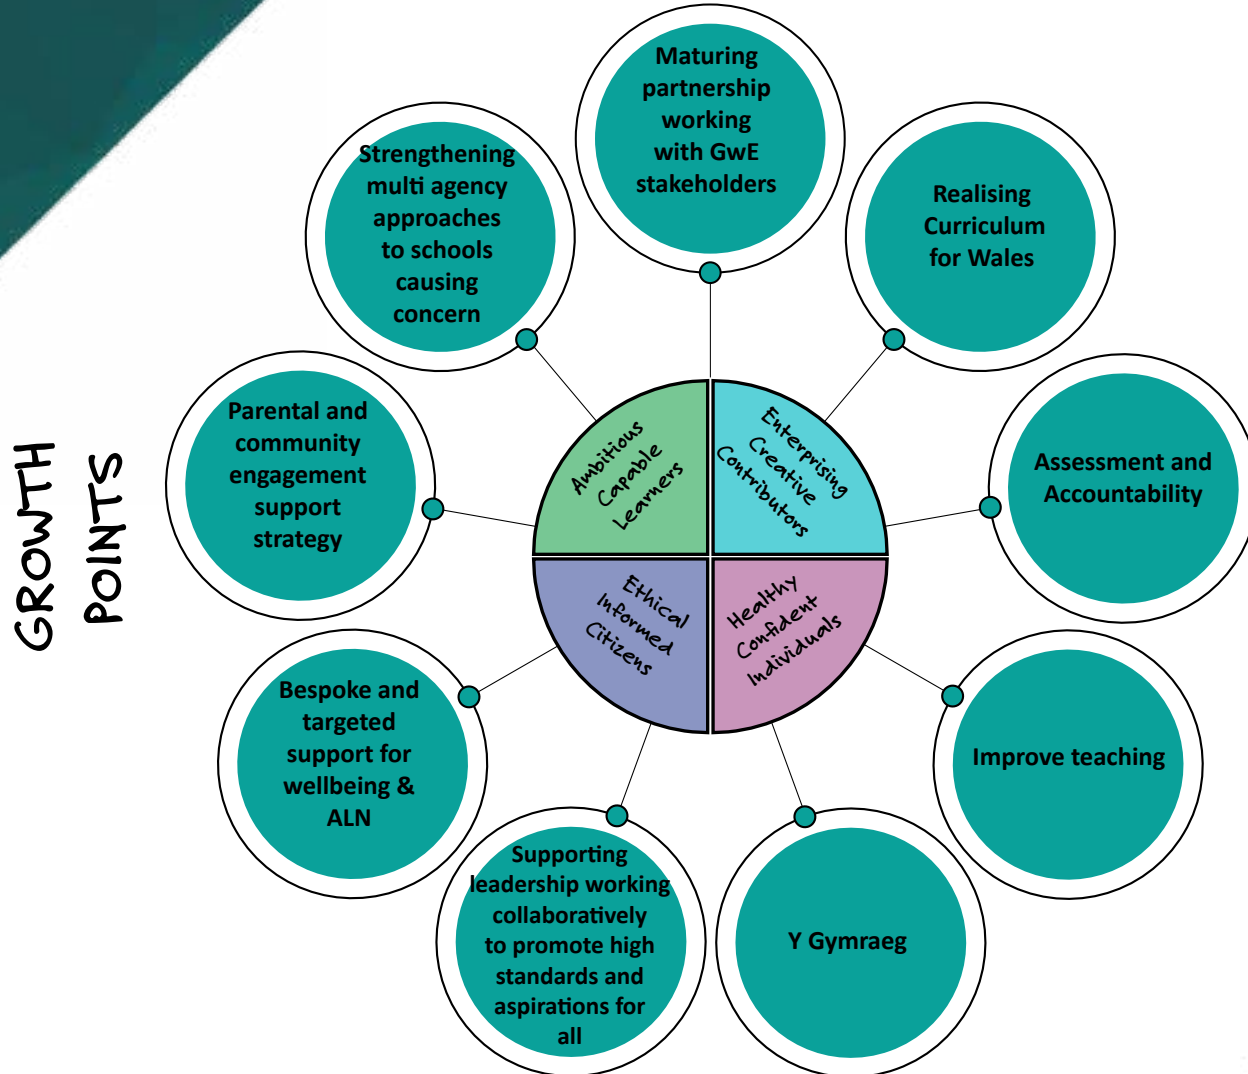 GROWTH
POINTS
Maturing
partnership
working
with GwE
stakeholders
Realising
Curriculum
for Wales
Assessment and
Accountability
Improve teaching
Y Gymraeg
Supporting
leadership working
collaboratively
to promote high
standards and
aspirations for
all
Bespoke and
targeted
support for
wellbeing &
ALN
Parental and
community
engagement
support
strategy
Strengthening
multi agency
approaches
to schools
causing
concern
Ambitious
Capable
Learners
Enterprising
Creative
Contributors
Ethical
Informed
Citizens
Healthy
Confident
Individuals